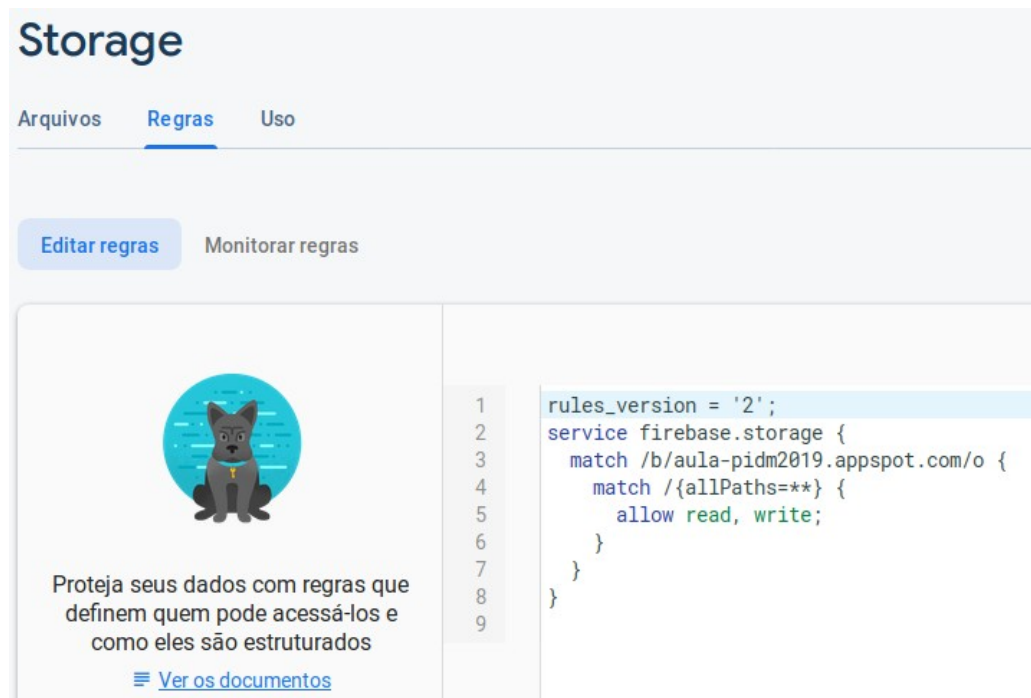 Storage
Arquivos Regras Uso
Editar regras Monitorar regras
Proteja seus dados com regras que
definem quem pode acessá-los e
como eles são estruturados
Ver os documentos
1 rules_version = '2';
2 service firebase.storage {
3 match /b/aula-pidm2019.appspot.com/o {
4 match /{allPaths=**} {
5 allow read, write;
6 }
7 }
8 }
9